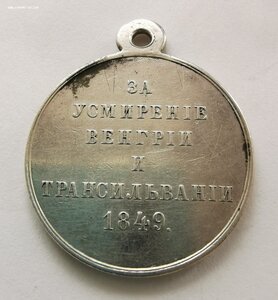 ЗА
УСМИРЕНІЕ
ВЕНГРІИ
И
ТРАНСИЛЬВАНІИ
1849.